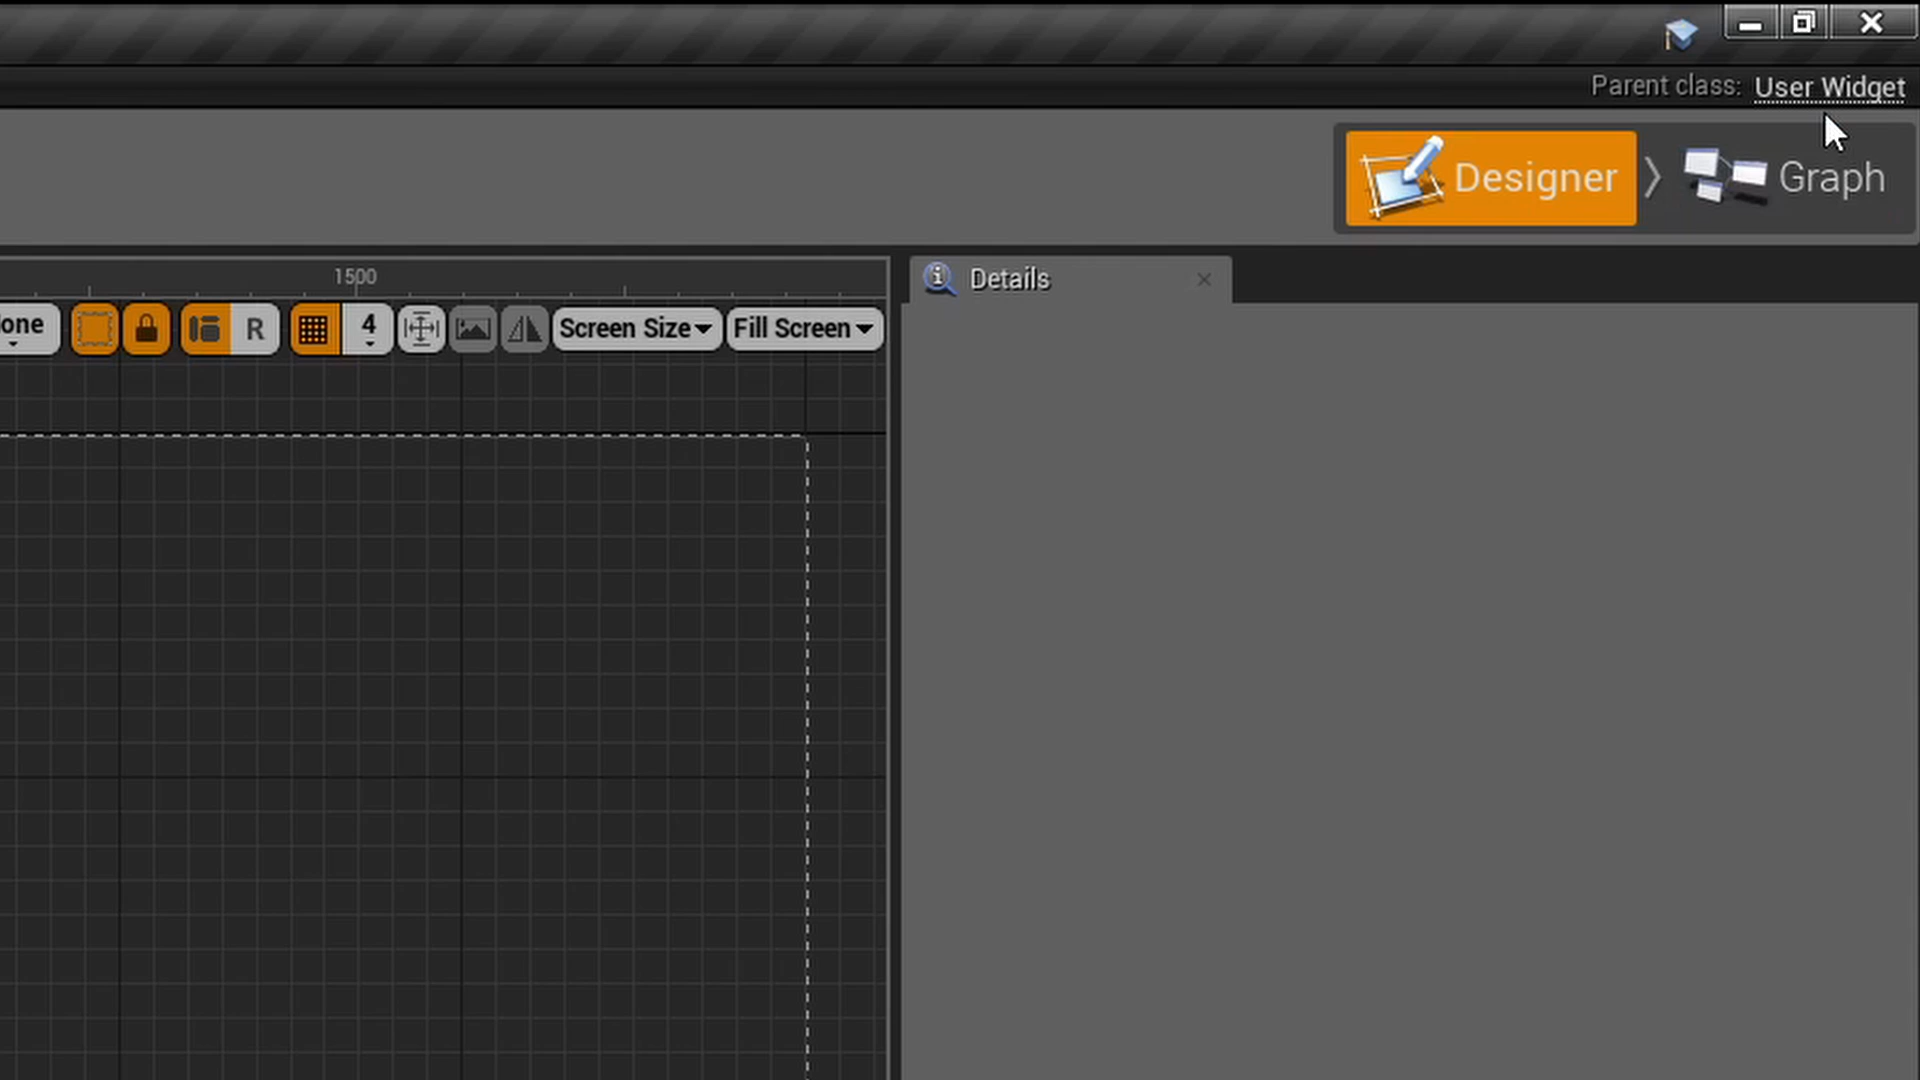 Parent class: User Widget
Designer Graph
1500
Details
one R 4 Screen Size Fill Screen